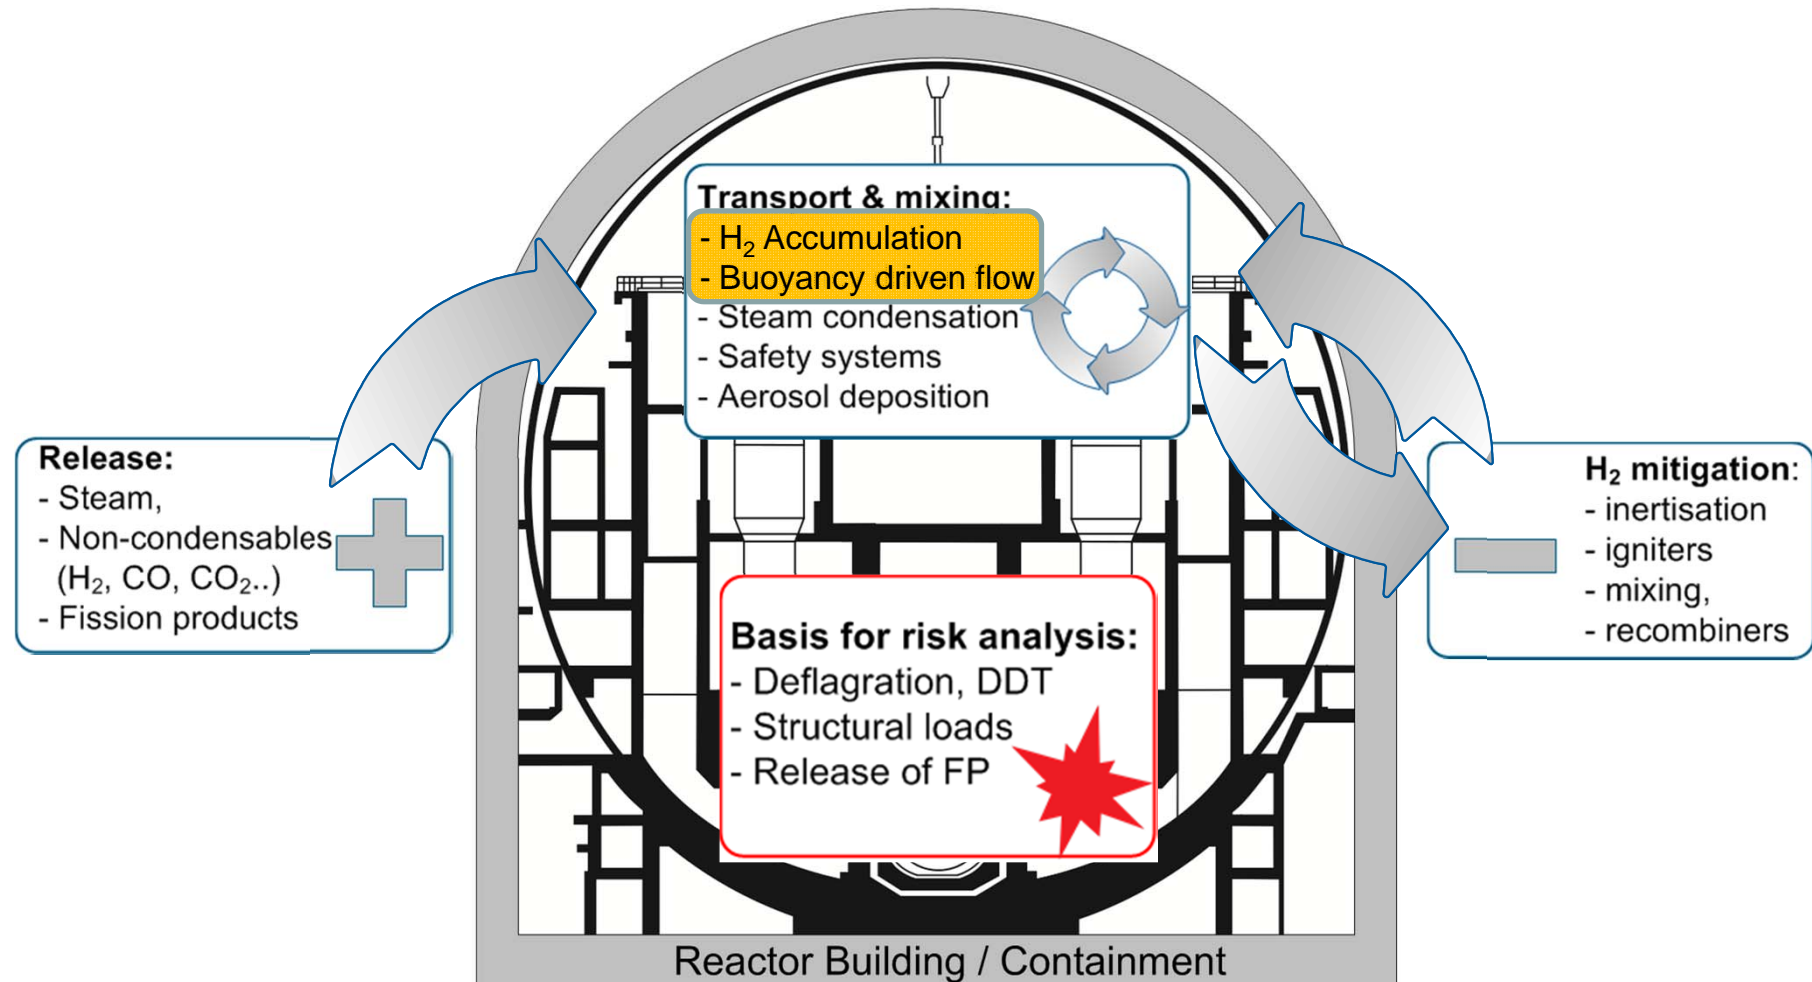 Transport & mixing:
- H₂ Accumulation
- Buoyancy driven flow
- Steam condensation
- Safety systems
- Aerosol deposition
Release:
- Steam,
- Non-condensables
(H₂, CO, CO₂..)
- Fission products
H₂ mitigation:
- inertisation
- igniters
- mixing,
- recombiners
Basis for risk analysis:
- Deflagration, DDT
- Structural loads
- Release of FP
Reactor Building / Containment